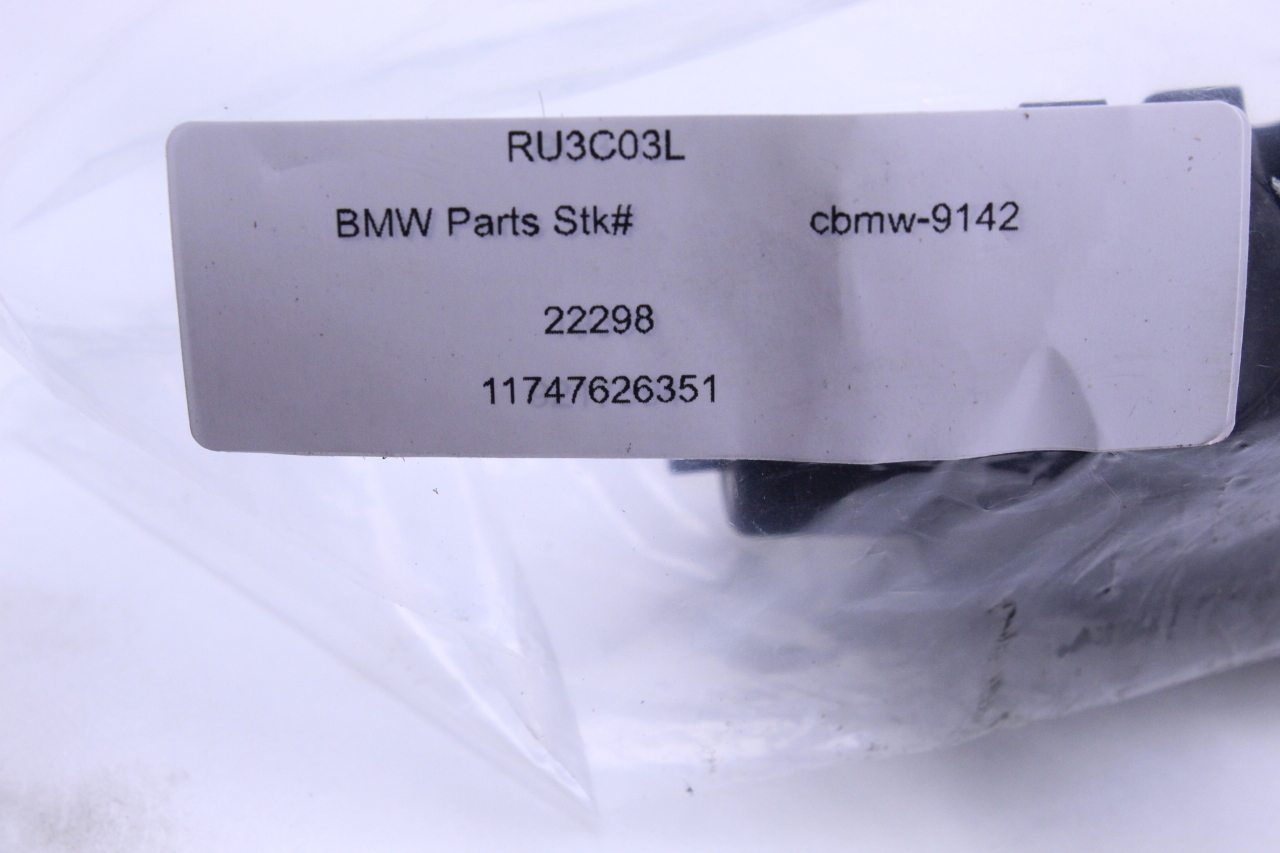 RU3C03L
BMW Parts Stk# cbmw-9142
22298
11747626351